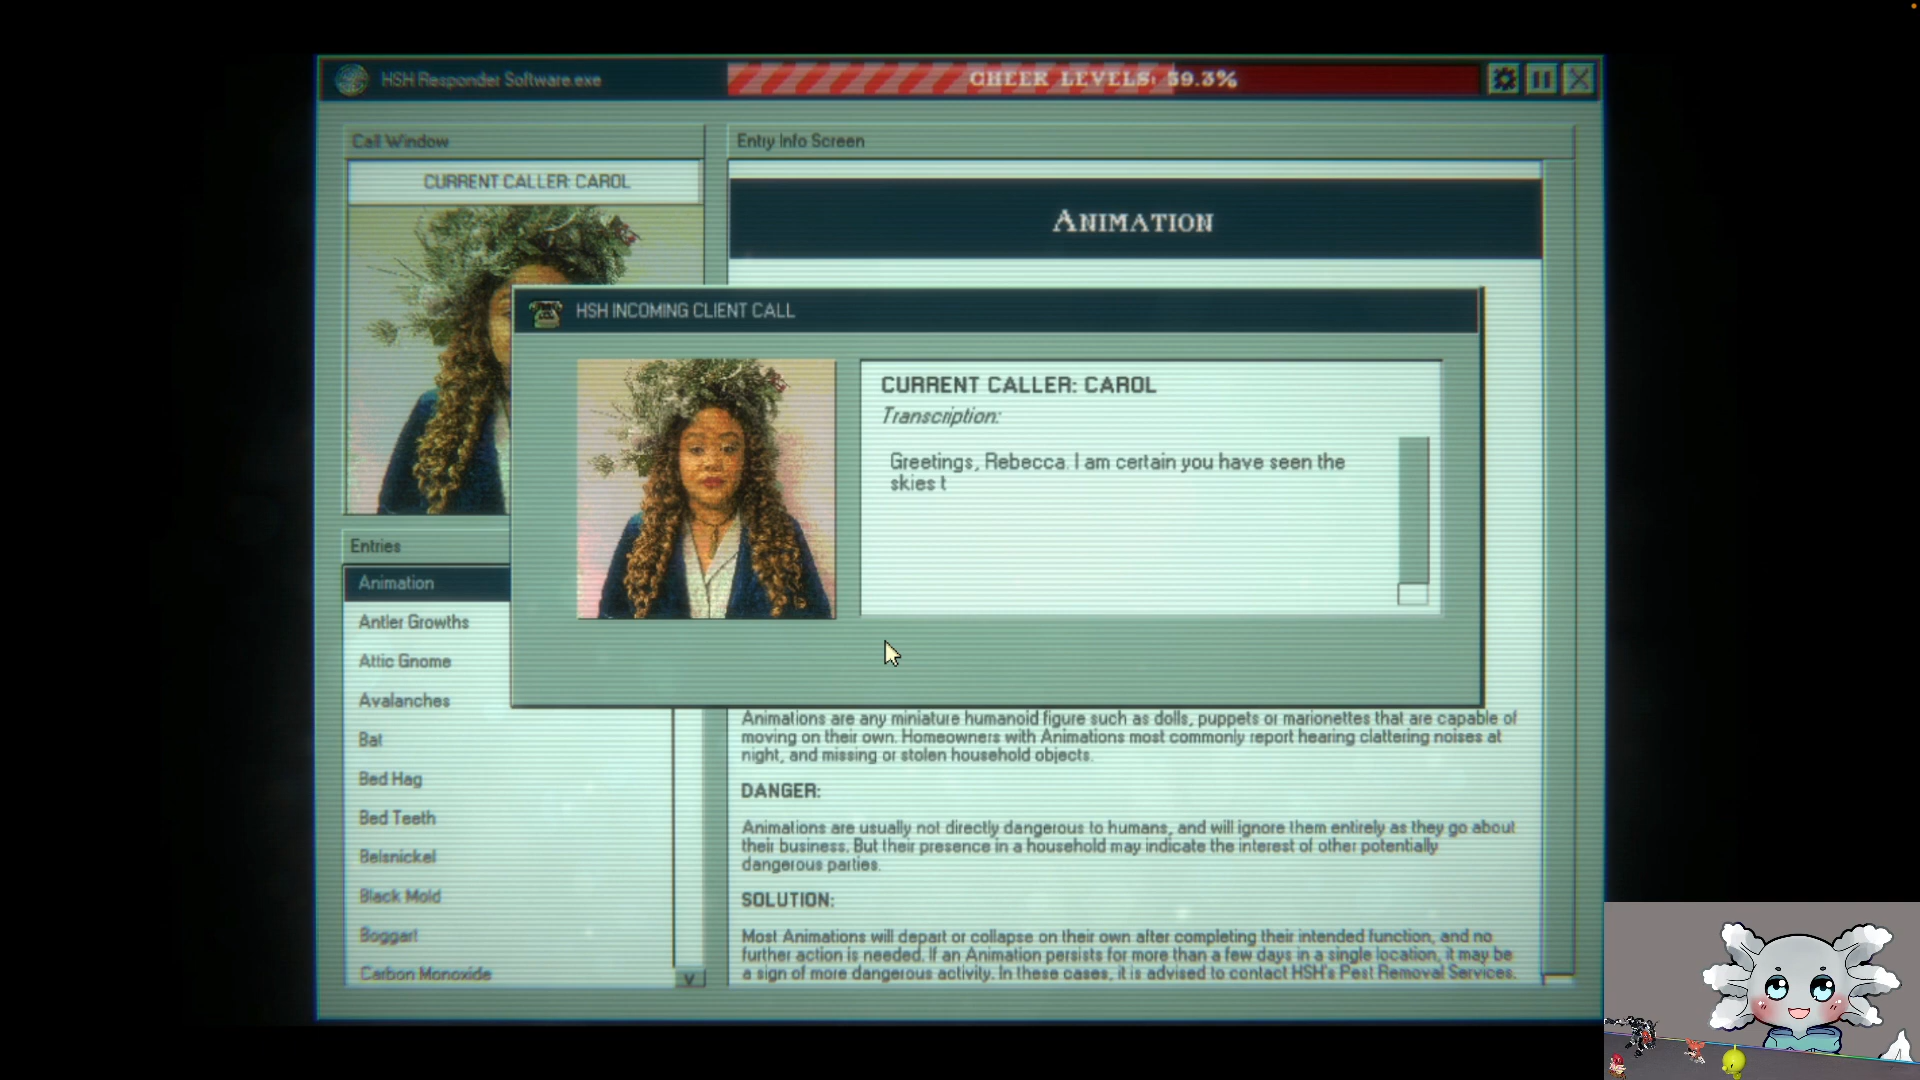 HSH Responder Software.exe
CHEER LEVELS: 59.3%
Call Window
CURRENT CALLER: CAROL
Entry Info Screen
ANIMATION
HSH INCOMING CLIENT CALL
CURRENT CALLER: CAROL
Transcription:
Greetings, Rebecca. I am certain you have seen the
skies t
Entries
Animation
Antler Growths
Attic Gnome
Avalanches
Bat
Bed Hag
Bed Teeth
Belsnickel
Black Mold
Boggart
Carbon Monoxide
Animations are any miniature humanoid figure such as dolls, puppets or marionettes that are capable of
moving on their own. Homeowners with Animations most commonly report hearing clattering noises at
night, and missing or stolen household objects.
DANGER:
Animations are usually not directly dangerous to humans, and will ignore them entirely as they go about
their business. But their presence in a household may indicate the interest of other potentially
dangerous parties.
SOLUTION:
Most Animations will depart or collapse on their own after completing their intended function, and no
further action is needed. If an Animation persists for more than a few days in a single location, it may be
a sign of more dangerous activity. In these cases, it is advised to contact HSH's Pest Removal Services.